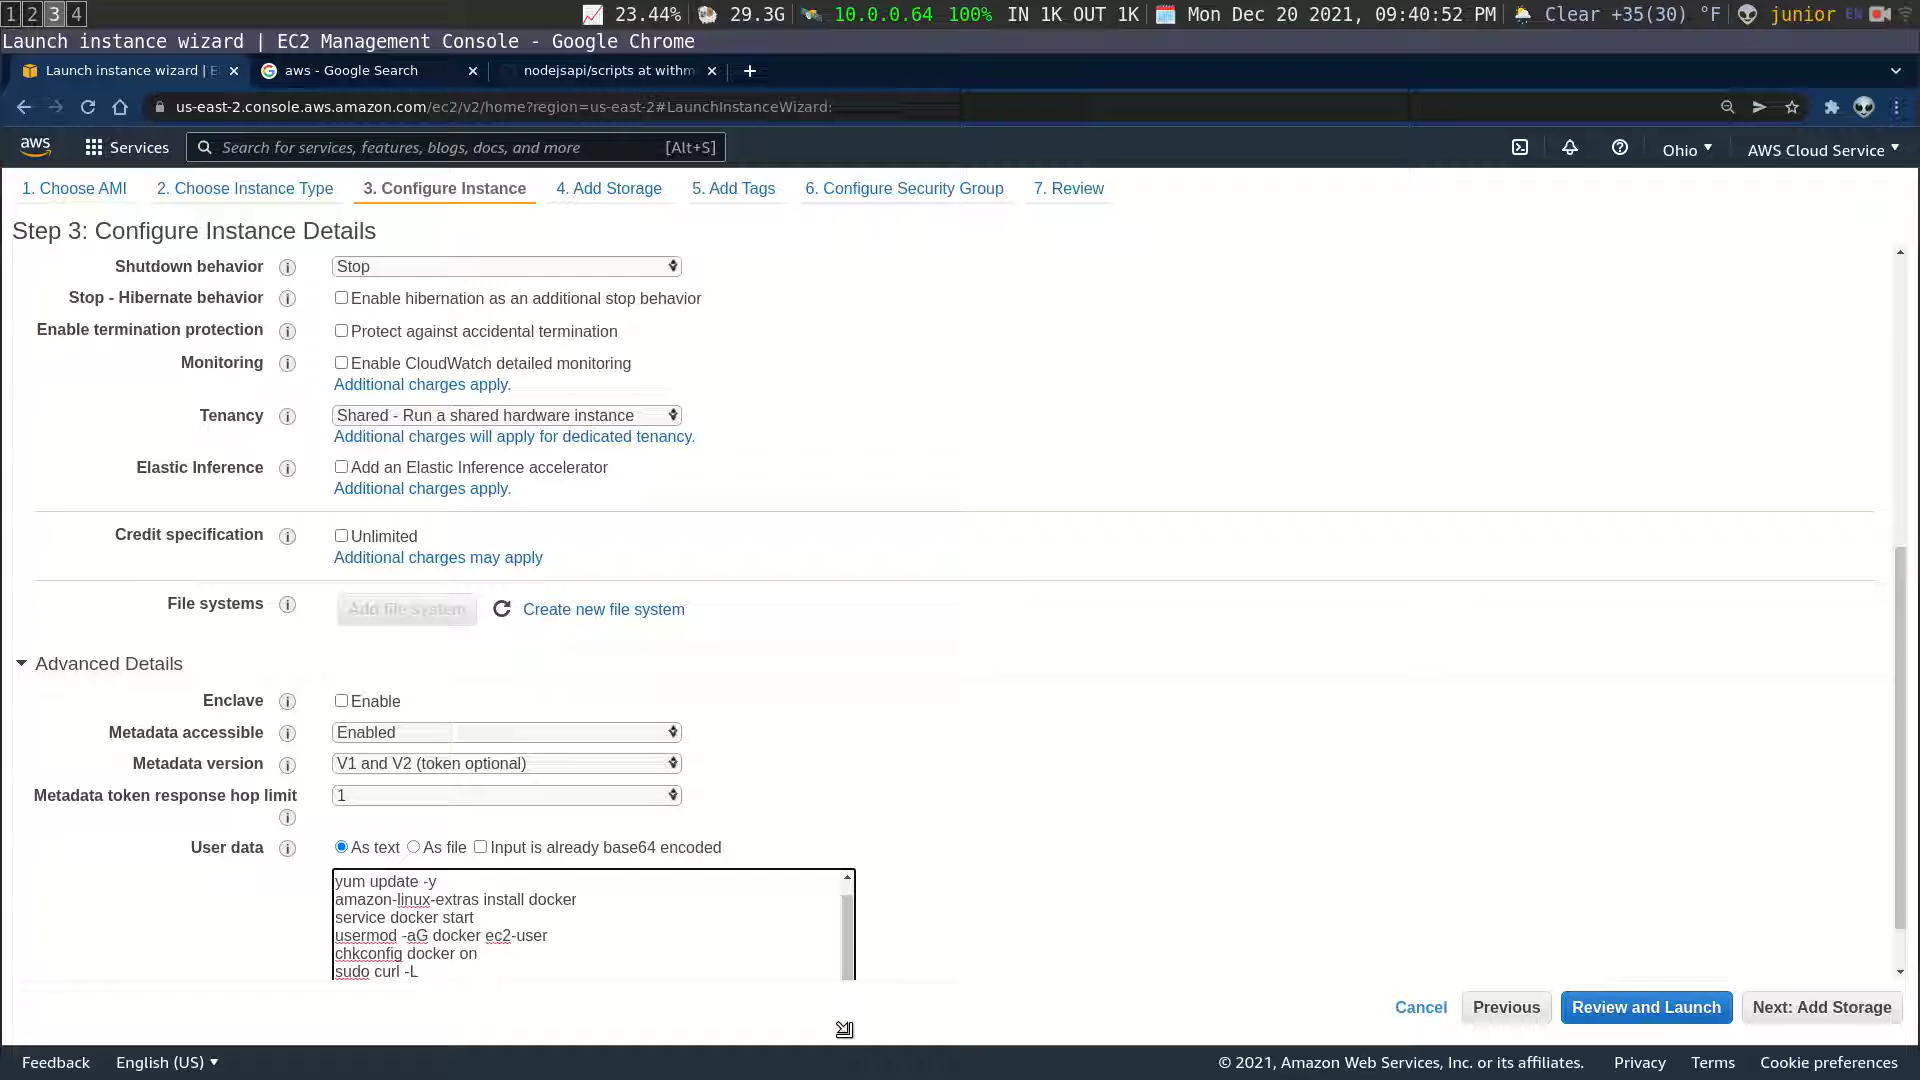 1 2 3 4 23.44% 29.3G 10.0.0.64 100% IN 1K OUT 1K Mon Dec 20 2021, 09:40:52 PM Clear +35(30) °F junior EN
Launch instance wizard | EC2 Management Console - Google Chrome
Launch instance wizard | E aws - Google Search nodejsapi/scripts at withm
us-east-2.console.aws.amazon.com/ec2/v2/home?region=us-east-2#LaunchInstanceWizard:
aws Services Search for services, features, blogs, docs, and more [Alt+S] Ohio AWS Cloud Service
1. Choose AMI 2. Choose Instance Type 3. Configure Instance 4. Add Storage 5. Add Tags 6. Configure Security Group 7. Review
Step 3: Configure Instance Details
Shutdown behavior i Stop
Stop - Hibernate behavior i Enable hibernation as an additional stop behavior
Enable termination protection i Protect against accidental termination
Monitoring i Enable CloudWatch detailed monitoring
Additional charges apply.
Tenancy i Shared - Run a shared hardware instance
Additional charges will apply for dedicated tenancy.
Elastic Inference i Add an Elastic Inference accelerator
Additional charges apply.
Credit specification i Unlimited
Additional charges may apply
File systems i Add file system Create new file system
Advanced Details
Enclave i Enable
Metadata accessible i Enabled
Metadata version i V1 and V2 (token optional)
Metadata token response hop limit 1
i
User data i As text As file Input is already base64 encoded
yum update -y
amazon-linux-extras install docker
service docker start
usermod -aG docker ec2-user
chkconfig docker on
sudo curl -L
Cancel Previous Review and Launch Next: Add Storage
Feedback English (US) © 2021, Amazon Web Services, Inc. or its affiliates. Privacy Terms Cookie preferences